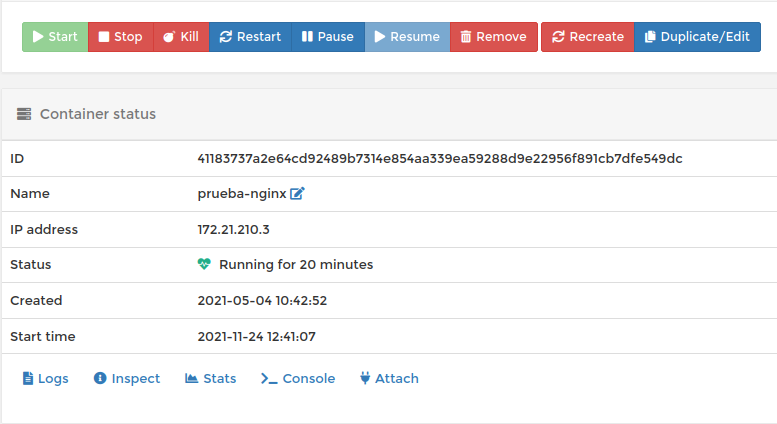 Start Stop Kill Restart Pause Resume Remove Recreate Duplicate/Edit
Container status
ID 41183737a2e64cd92489b7314e854aa339ea59288d9e22956f891cb7dfe549dc
Name prueba-nginx
IP address 172.21.210.3
Status Running for 20 minutes
Created 2021-05-04 10:42:52
Start time 2021-11-24 12:41:07
Logs Inspect Stats Console Attach